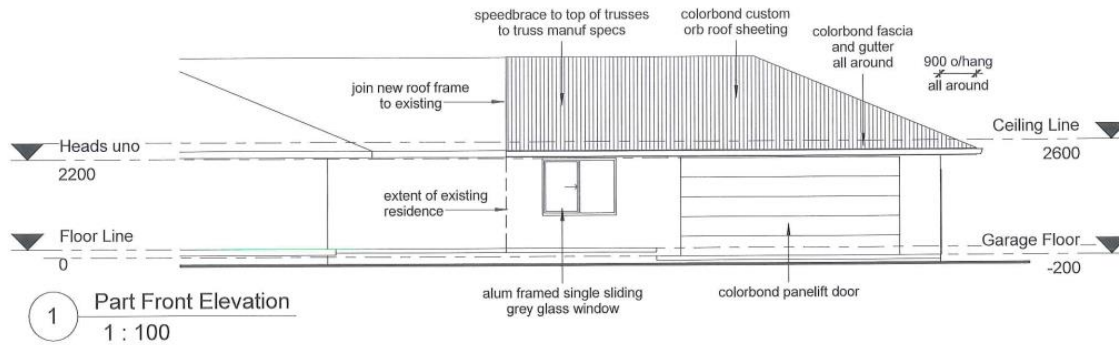 speedbrace to top of trusses
to truss manuf specs
colorbond custom
orb roof sheeting
colorbond fascia
and gutter
all around
900 o/hang
all around
join new roof frame
to existing
Heads uno
2200
Ceiling Line
2600
extent of existing
residence
Floor Line
0
Garage Floor
-200
alum framed single sliding
grey glass window
colorbond panelift door
1
Part Front Elevation
1 : 100